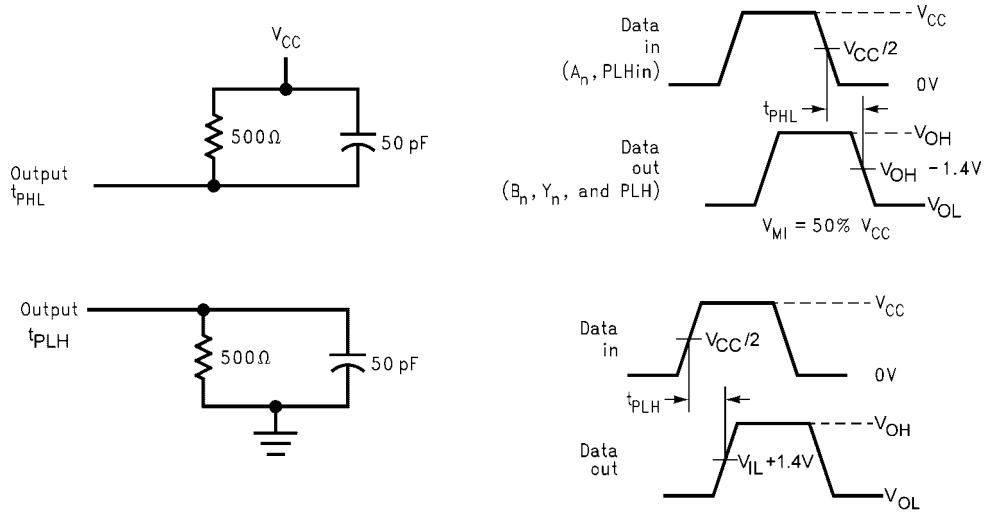 V_CC
500Ω
50 pF
Output
t_PHL
Data
in
(A_n, PLHin)
V_CC
V_CC/2
0V
t_PHL
Data
out
(B_n, Y_n, and PLH)
V_OH
V_OH -1.4V
V_OL
V_MI = 50% V_CC
Output
t_PLH
500Ω
50 pF
Data
in
V_CC
V_CC/2
0V
t_PLH
Data
out
V_OH
V_IL +1.4V
V_OL